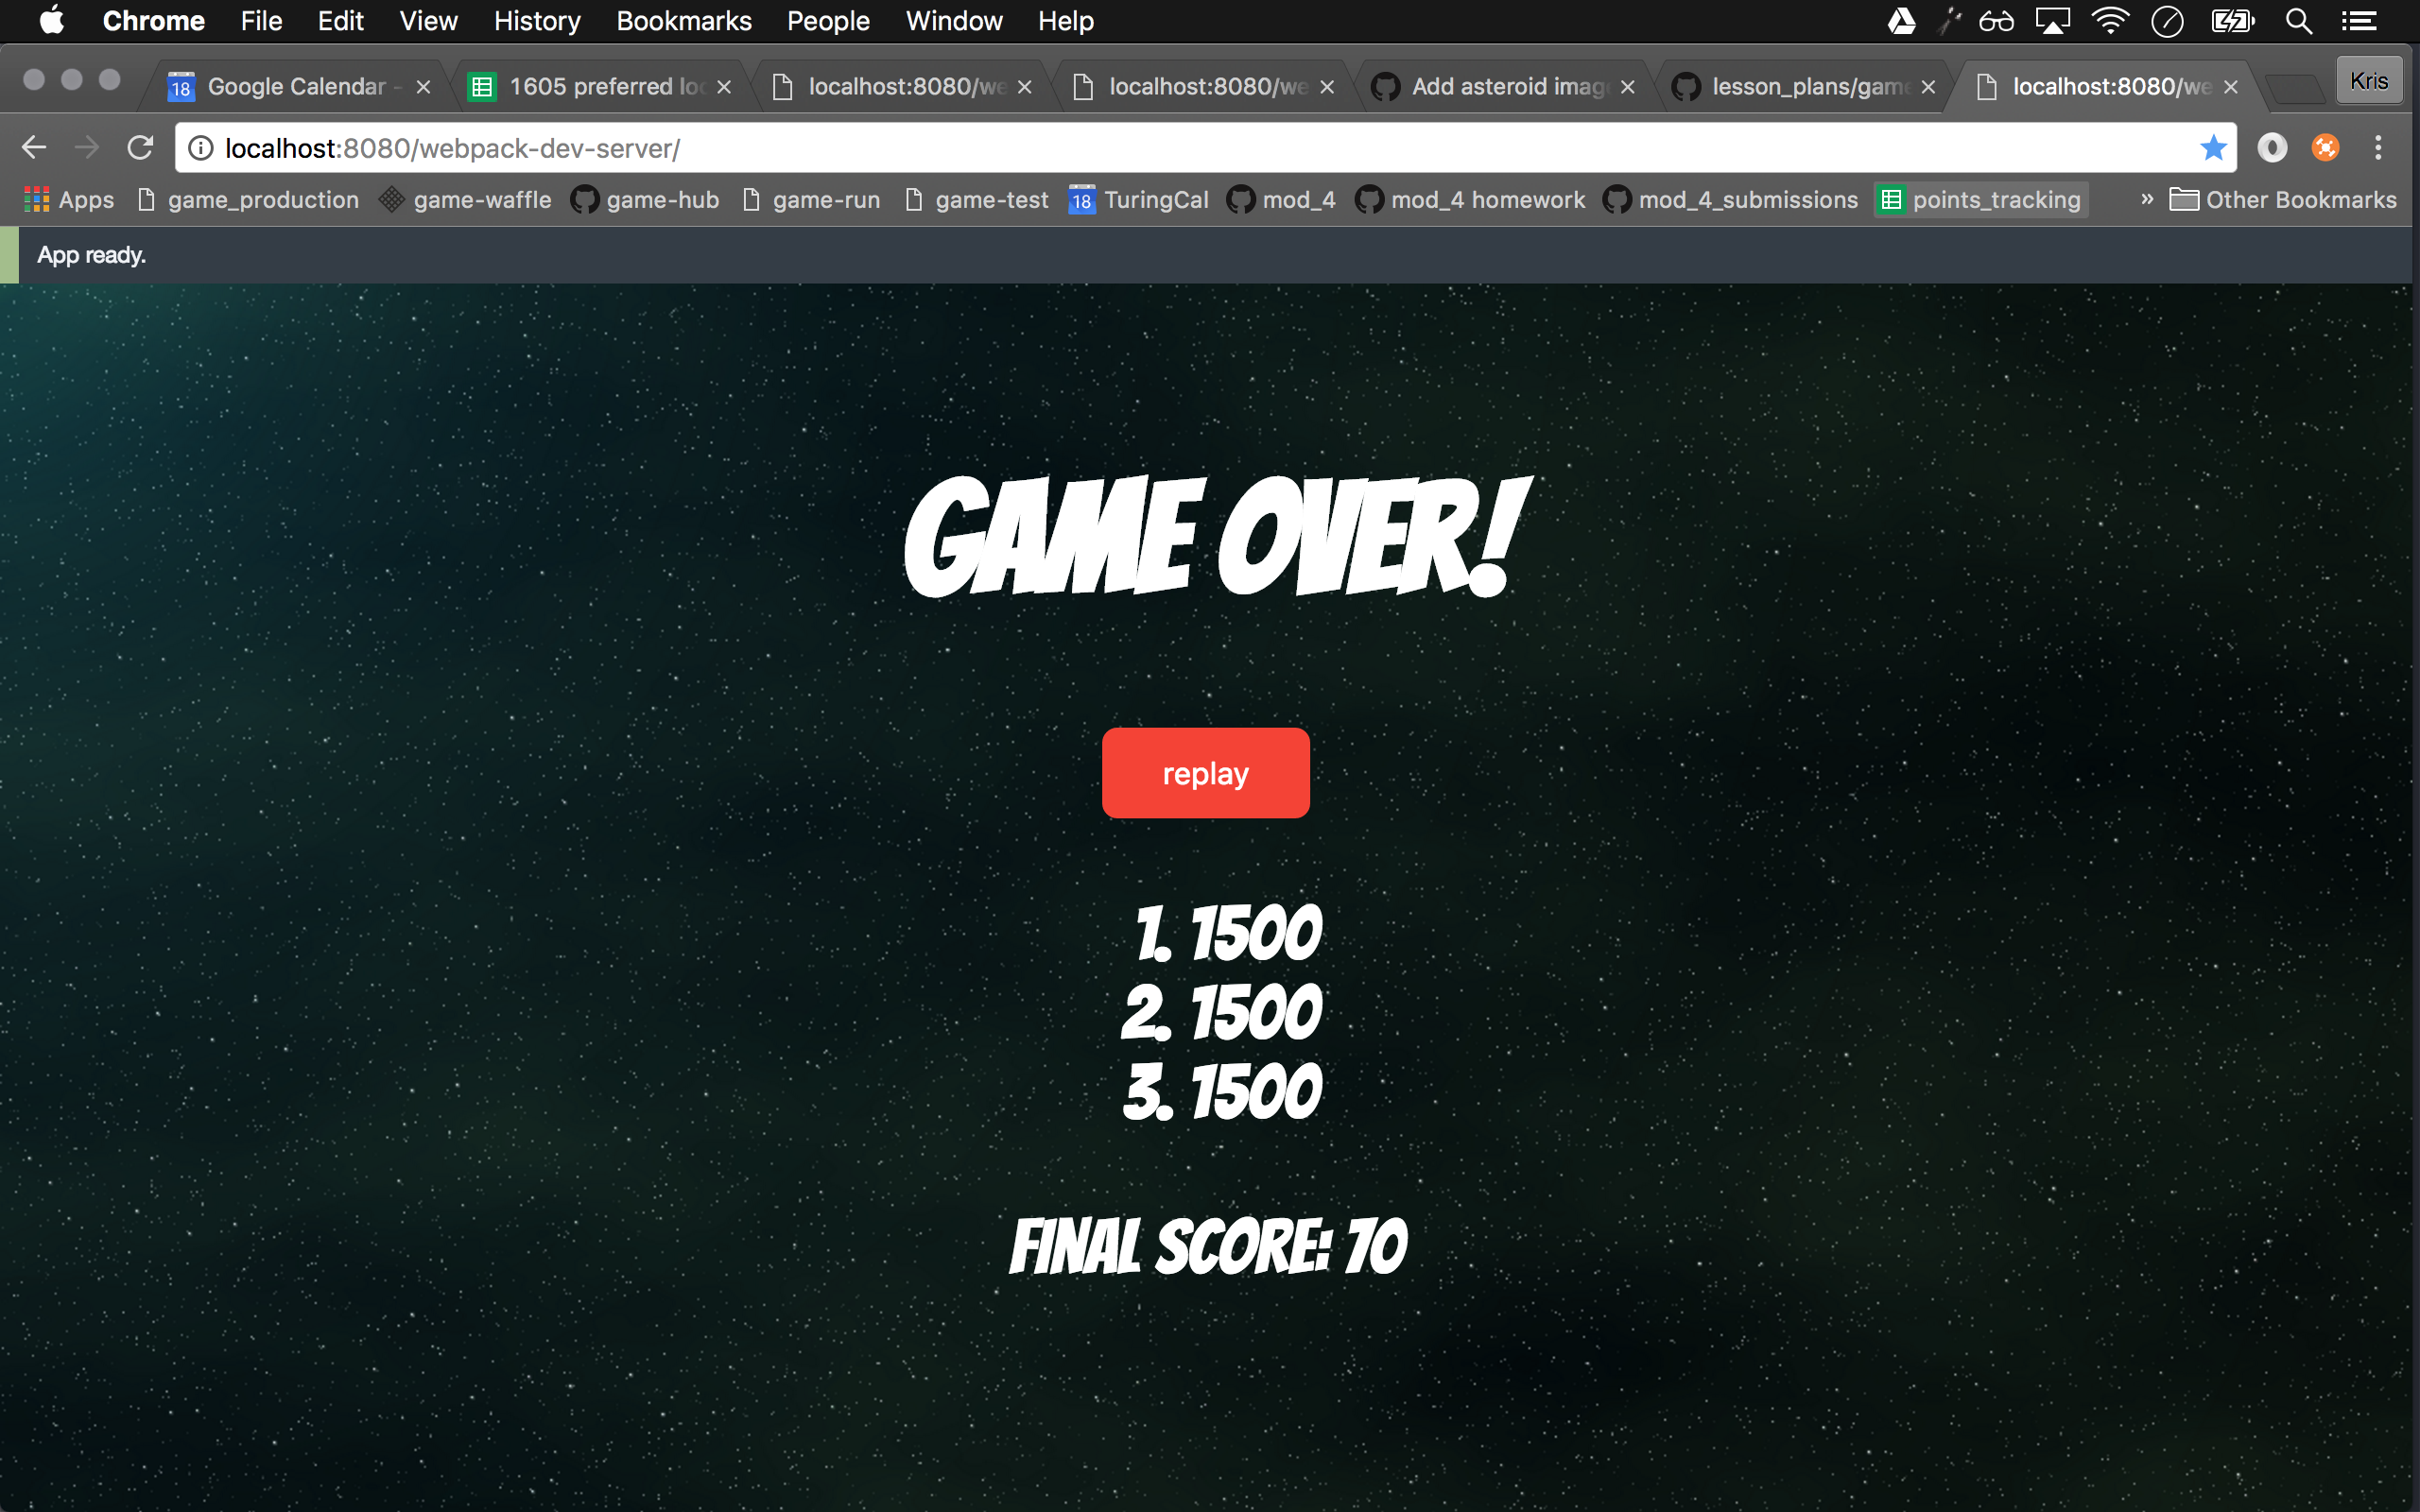 Chrome File Edit View History Bookmarks People Window Help
18 Google Calendar - 1605 preferred loc localhost:8080/we localhost:8080/we Add asteroid imag lesson_plans/game localhost:8080/we Kris
localhost:8080/webpack-dev-server/
Apps game_production game-waffle game-hub game-run game-test 18 TuringCal mod_4 mod_4 homework mod_4_submissions points_tracking » Other Bookmarks
App ready.
GAME OVER!
replay
1. 1500
2. 1500
3. 1500
FINAL SCORE: 70